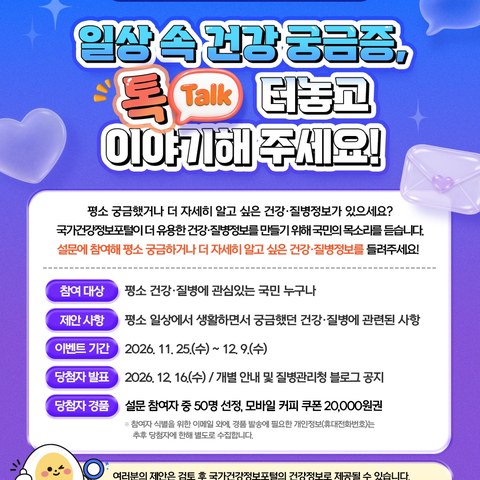 일상 속 건강 궁금증,
톡 Talk 터놓고
이야기해 주세요!
평소 궁금했거나 더 자세히 알고 싶은 건강·질병정보가 있으세요?
국가건강정보포털이 더 유용한 건강·질병정보를 만들기 위해 국민의 목소리를 듣습니다.
설문에 참여해 평소 궁금하거나 더 자세히 알고 싶은 건강·질병정보를 들려주세요!
참여 대상 평소 건강·질병에 관심있는 국민 누구나
제안 사항 평소 일상에서 생활하면서 궁금했던 건강·질병에 관련된 사항
이벤트 기간 2026. 11. 25.(수) ~ 12. 9.(수)
당첨자 발표 2026. 12. 16.(수) / 개별 안내 및 질병관리청 블로그 공지
당첨자 경품 설문 참여자 중 50명 선정, 모바일 커피 쿠폰 20,000원권
※ 참여자 식별을 위한 이메일 외에, 경품 발송에 필요한 개인정보(휴대전화번호)는
추후 당첨자에 한해 별도로 수집합니다.
여러분의 제안은 검토 후 국가건강정보포털의 건강정보로 제공될 수 있습니다.